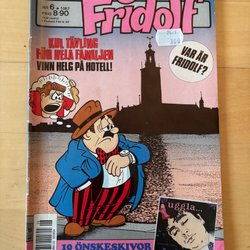 NR 6 • 1987
PRIS 8:90
Fridolf
KUL TÄVLING
FÖR HELA FAMILJEN
VINN HELG PÅ HOTELL!
VAR ÄR
FRIDOLF?
uggla...
10 ÖNSKESKIVOR